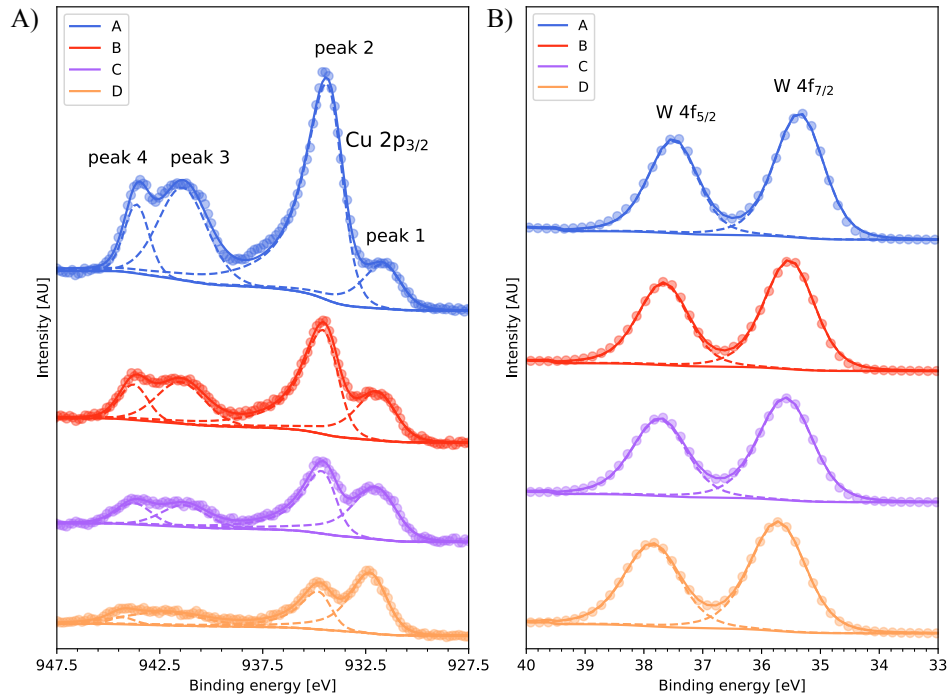 A)
A
B
C
D
peak 2
Cu 2p3/2
peak 4
peak 3
peak 1
Intensity [AU]
947.5 942.5 937.5 932.5 927.5
Binding energy [eV]
B)
A
B
C
D
W 4f7/2
W 4f5/2
Intensity [AU]
40 39 38 37 36 35 34 33
Binding energy [eV]